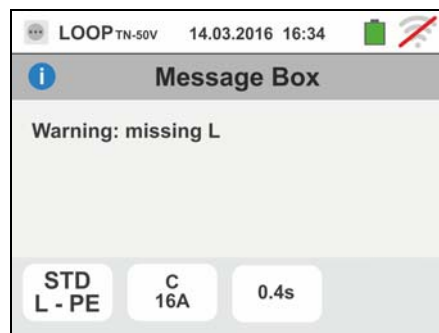 LOOP TN-50V 14.03.2016 16:34
i Message Box
Warning: missing L
STD C 0.4s
L - PE 16A